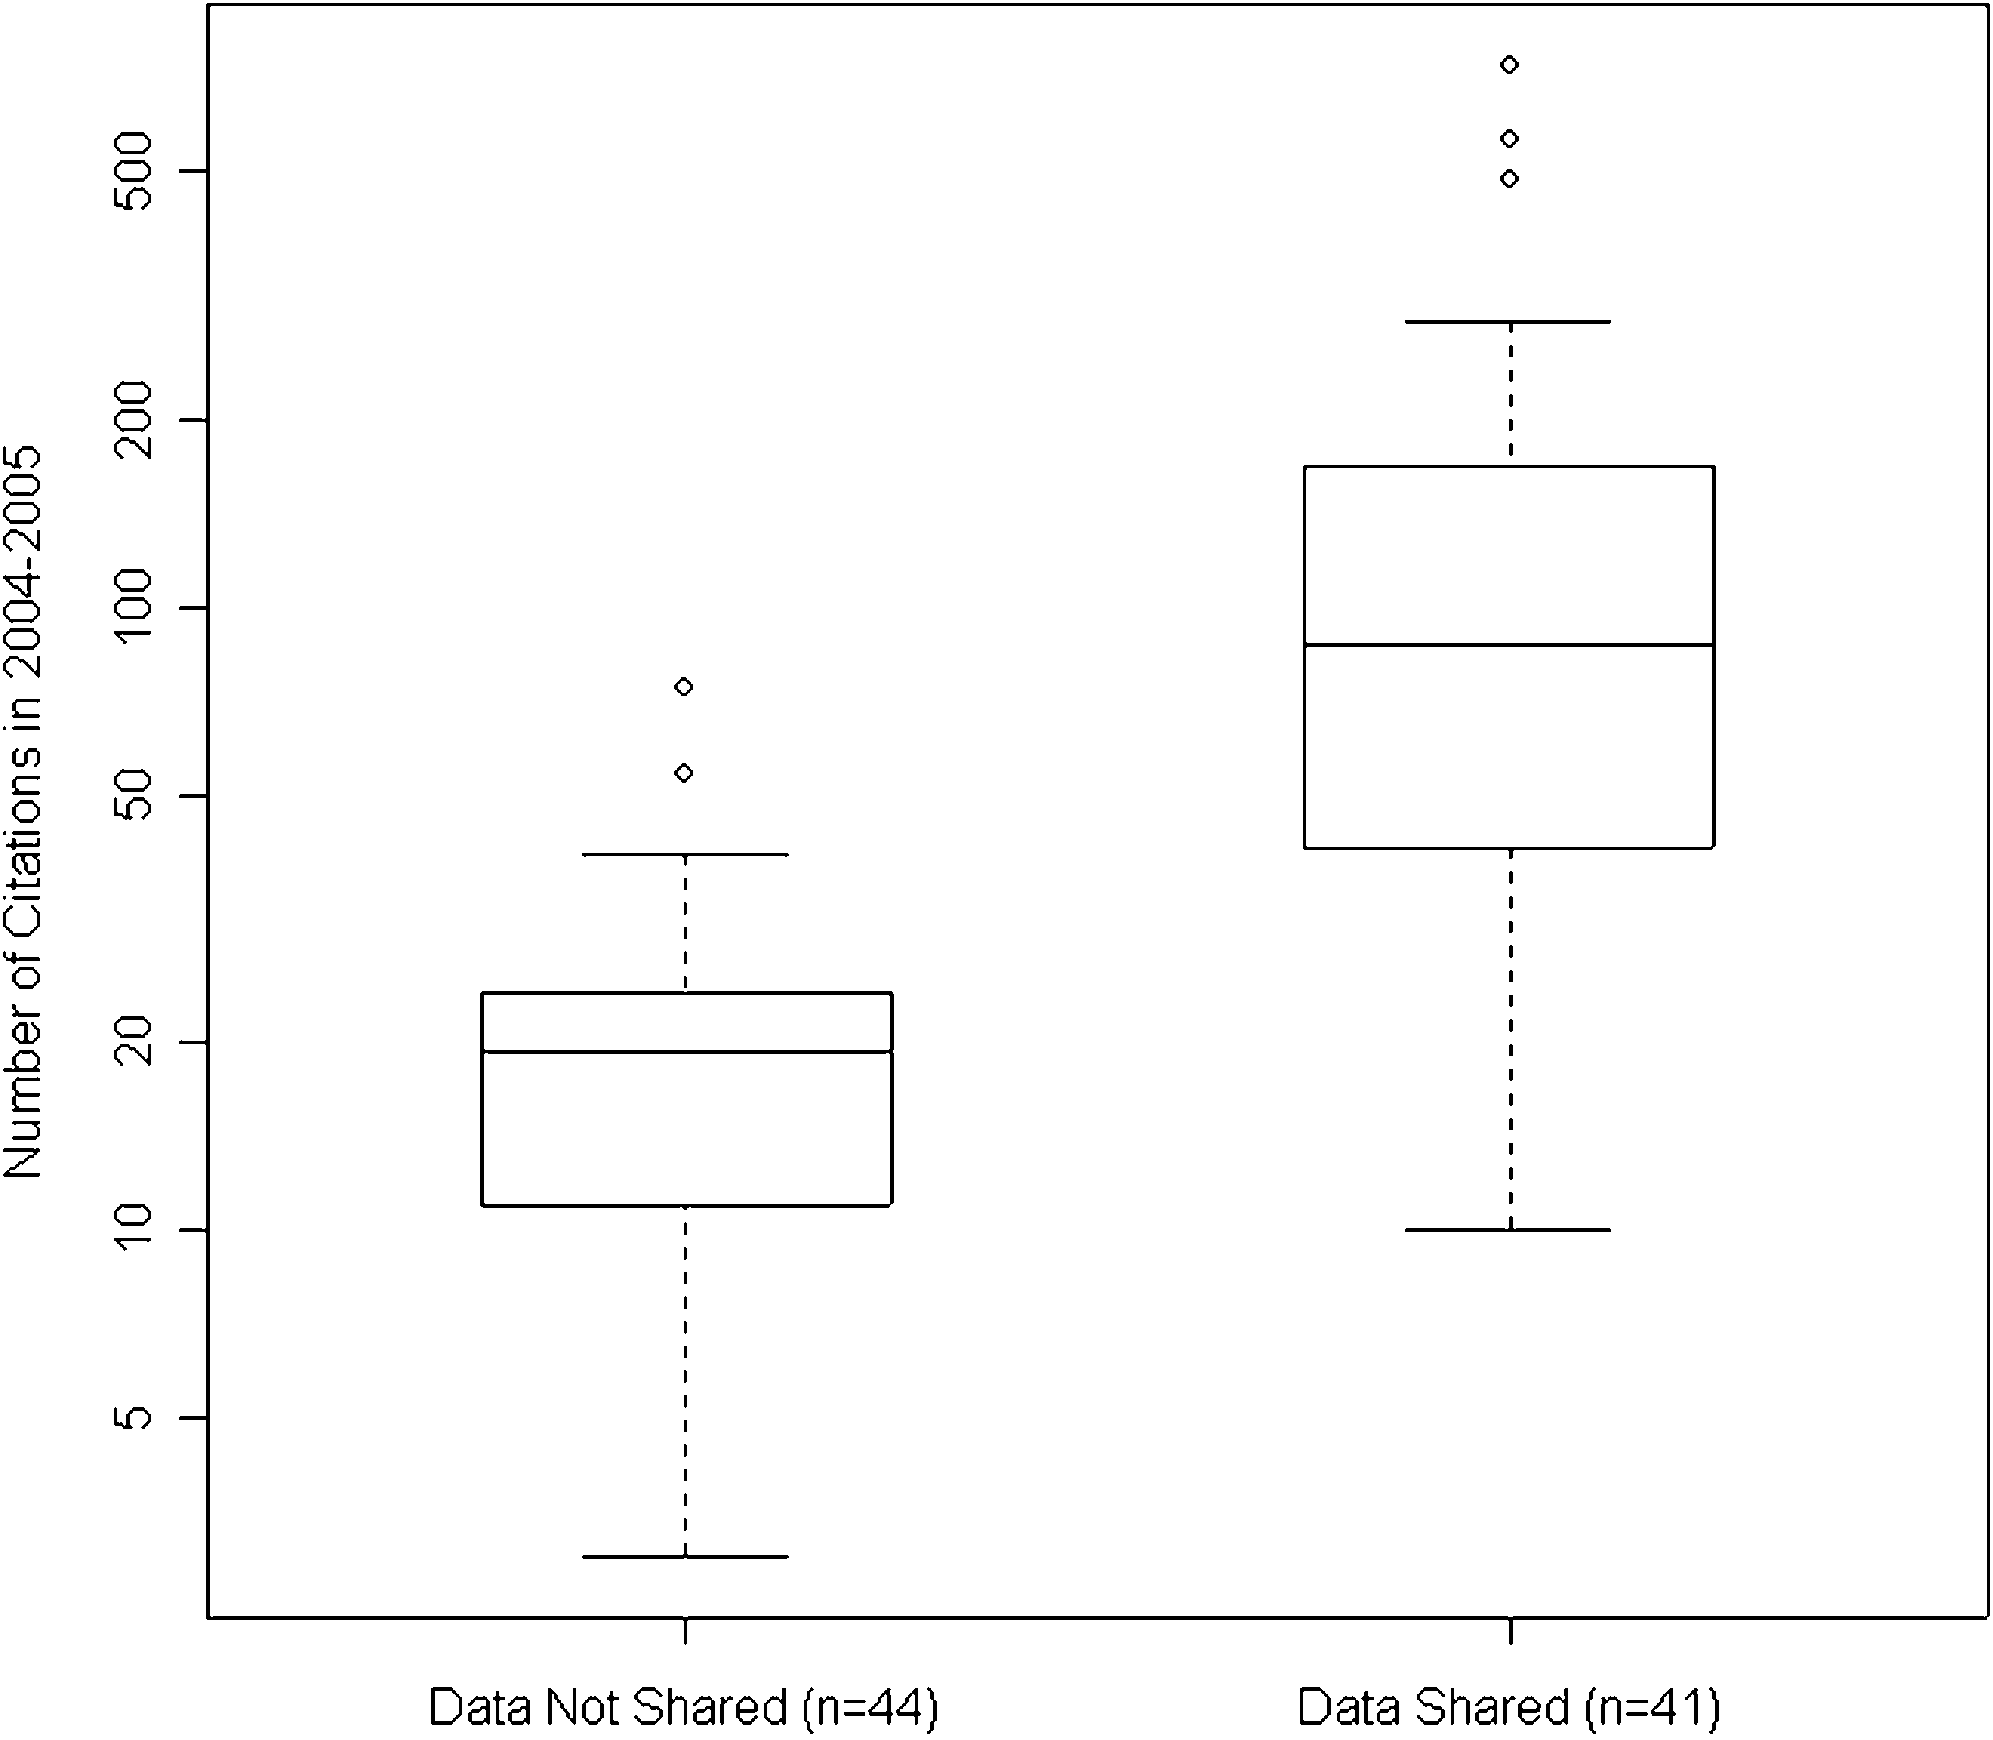 Number of Citations in 2004-2005
500
200
100
50
20
10
5
Data Not Shared (n=44)
Data Shared (n=41)